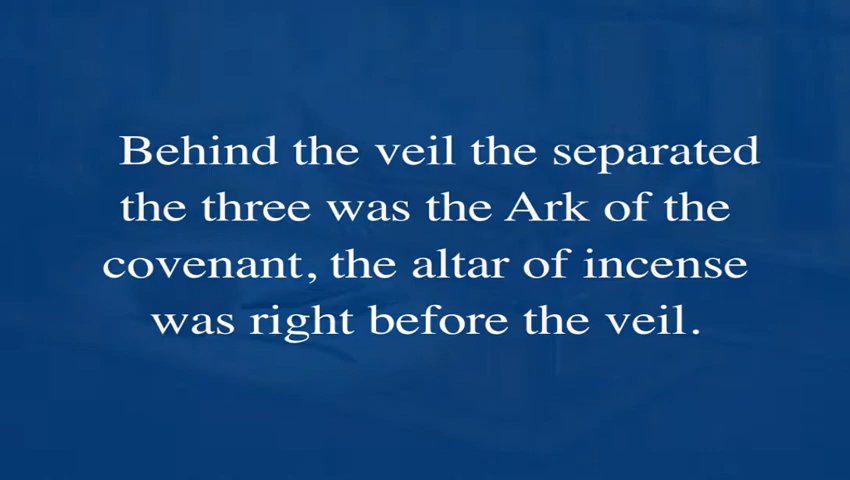 Behind the veil the separated
the three was the Ark of the
covenant, the altar of incense
was right before the veil.